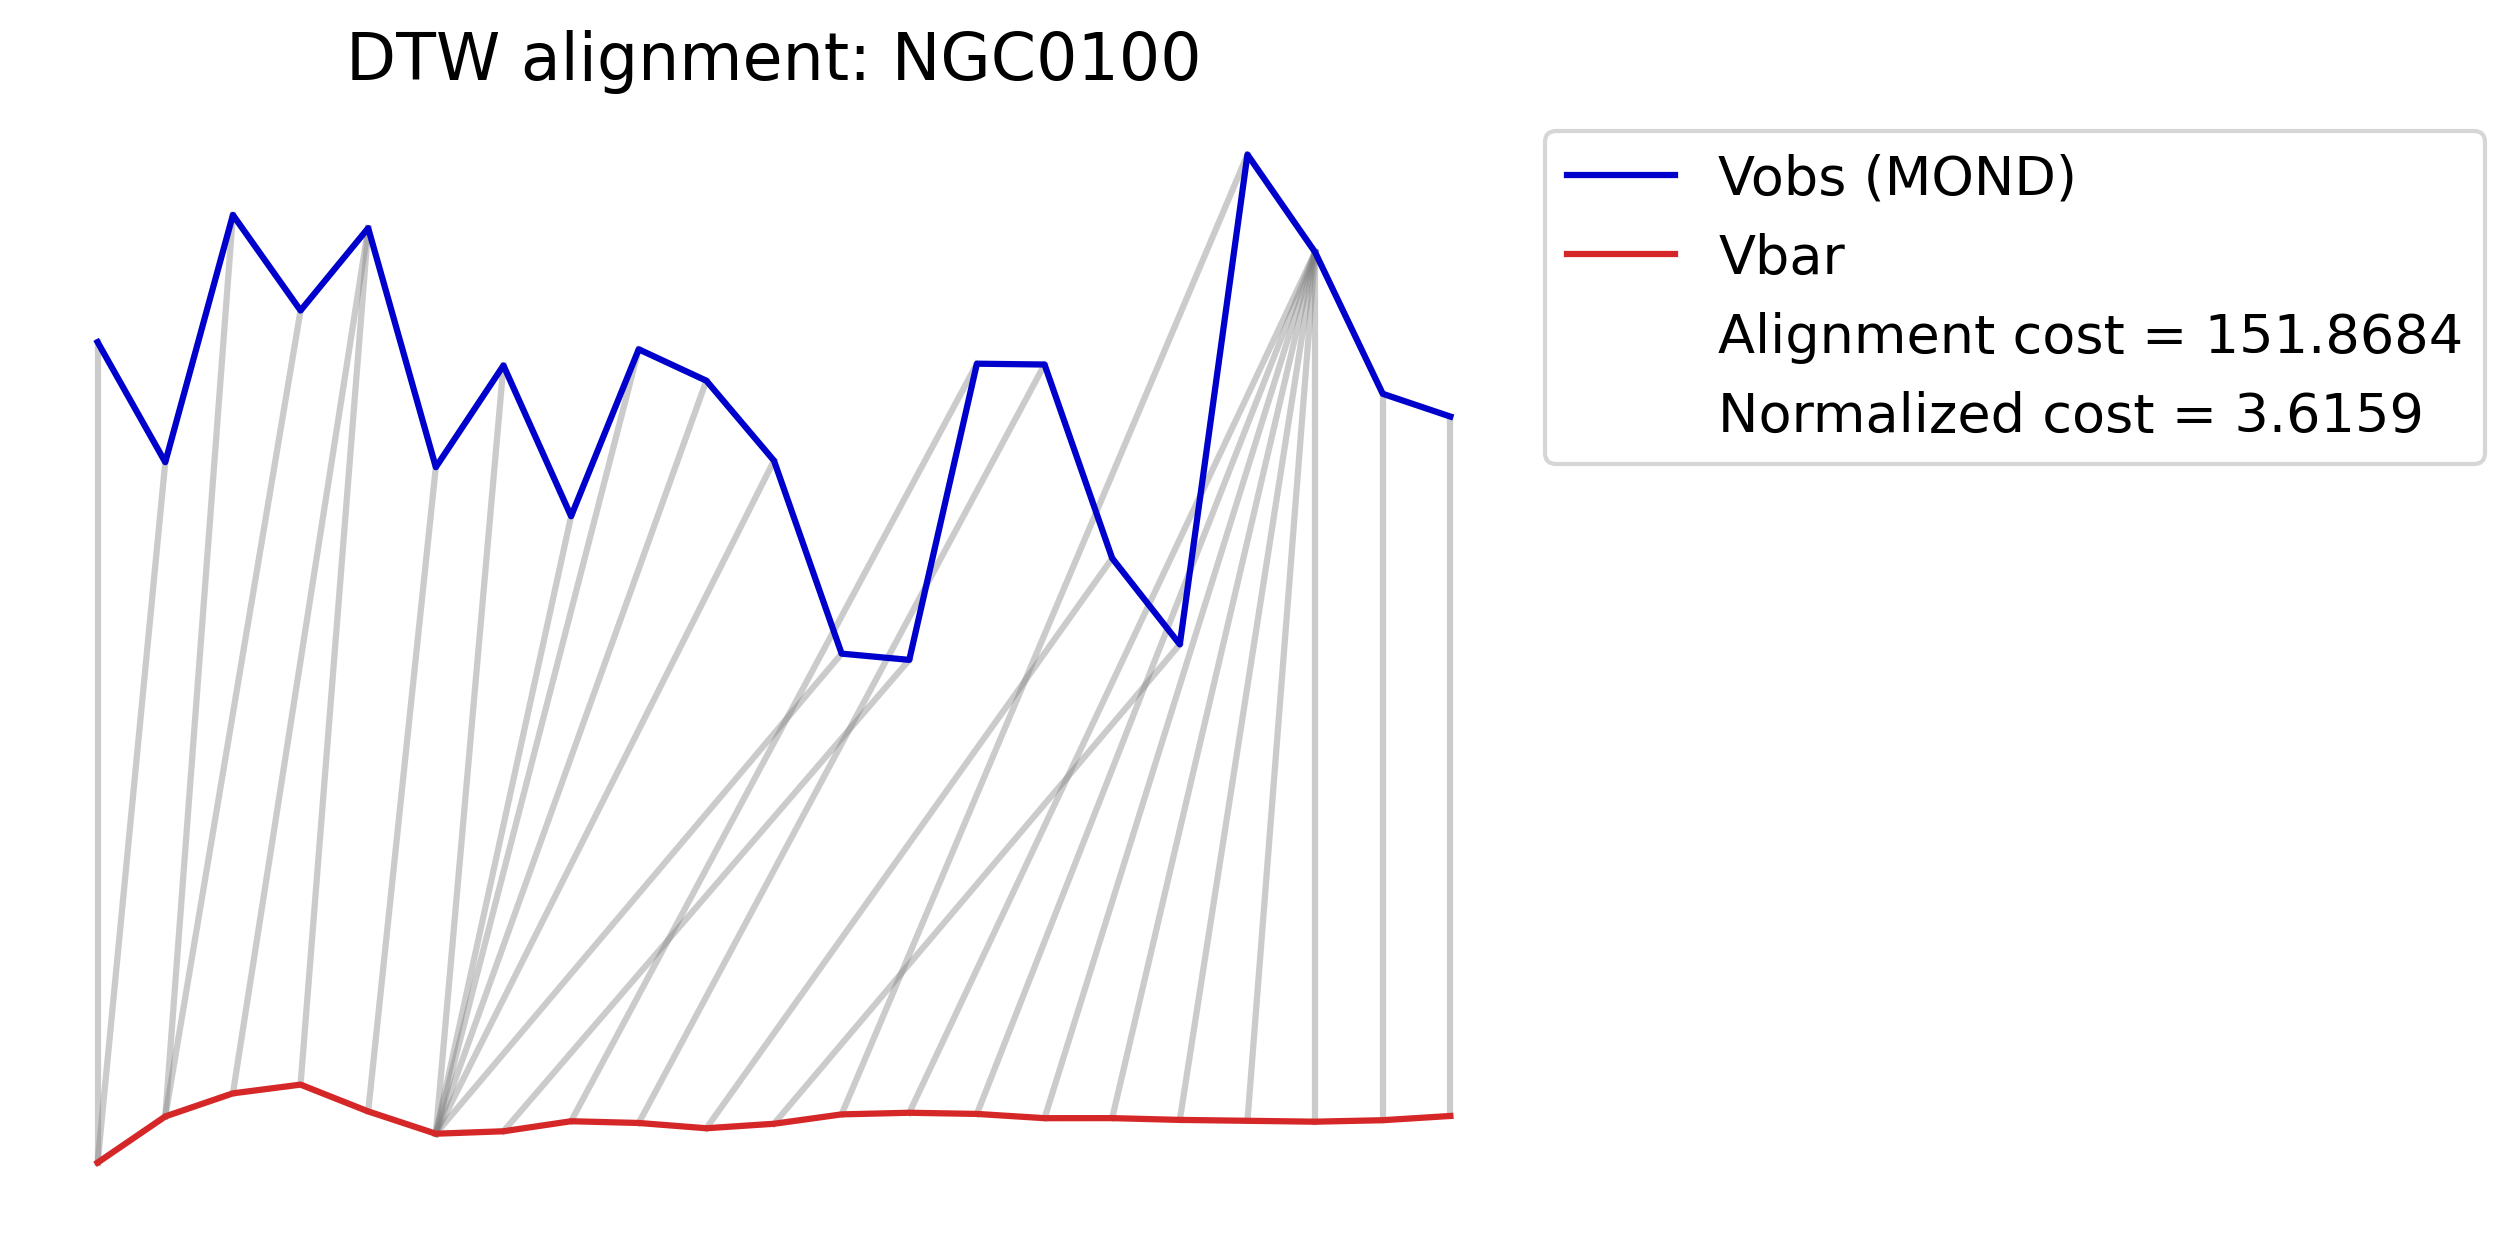 DTW alignment: NGC0100
Vobs (MOND)
Vbar
Alignment cost = 151.8684
Normalized cost = 3.6159